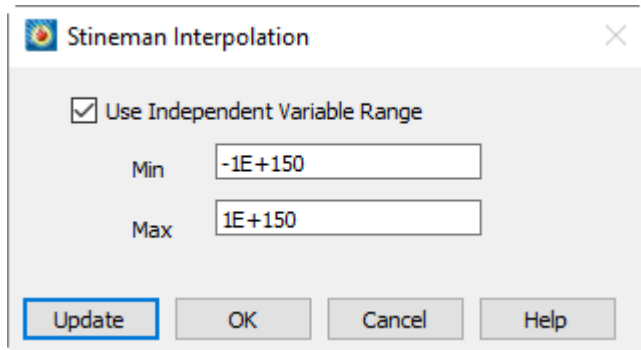 Stineman Interpolation
Use Independent Variable Range
Min -1E+150
Max 1E+150
Update OK Cancel Help